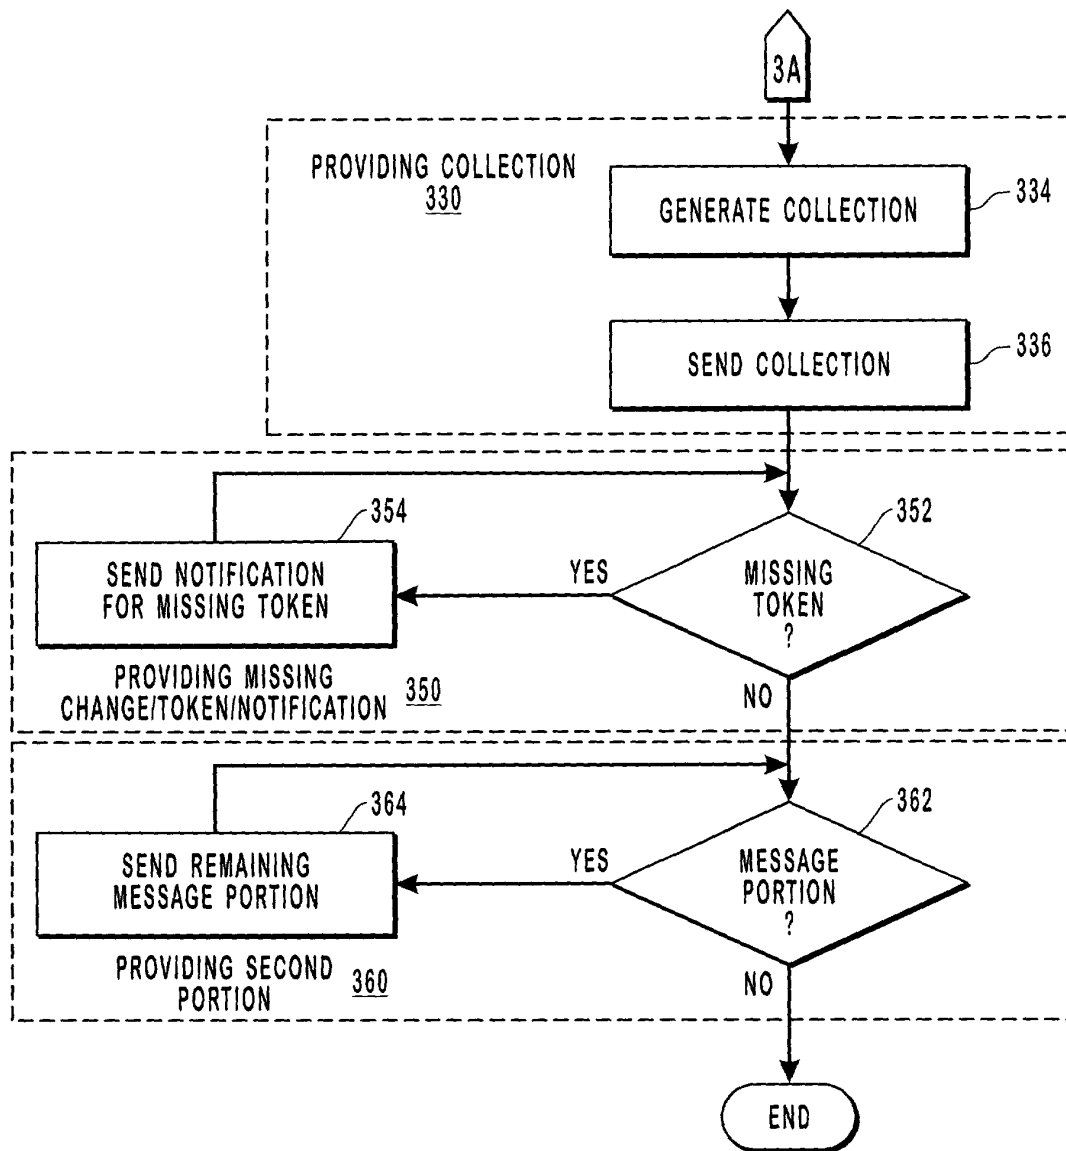 3A
PROVIDING COLLECTION
330
GENERATE COLLECTION
334
SEND COLLECTION
336
354
352
SEND NOTIFICATION
FOR MISSING TOKEN
YES
MISSING
TOKEN
?
PROVIDING MISSING
CHANGE/TOKEN/NOTIFICATION
350
NO
364
362
SEND REMAINING
MESSAGE PORTION
YES
MESSAGE
PORTION
?
PROVIDING SECOND
PORTION
360
NO
END